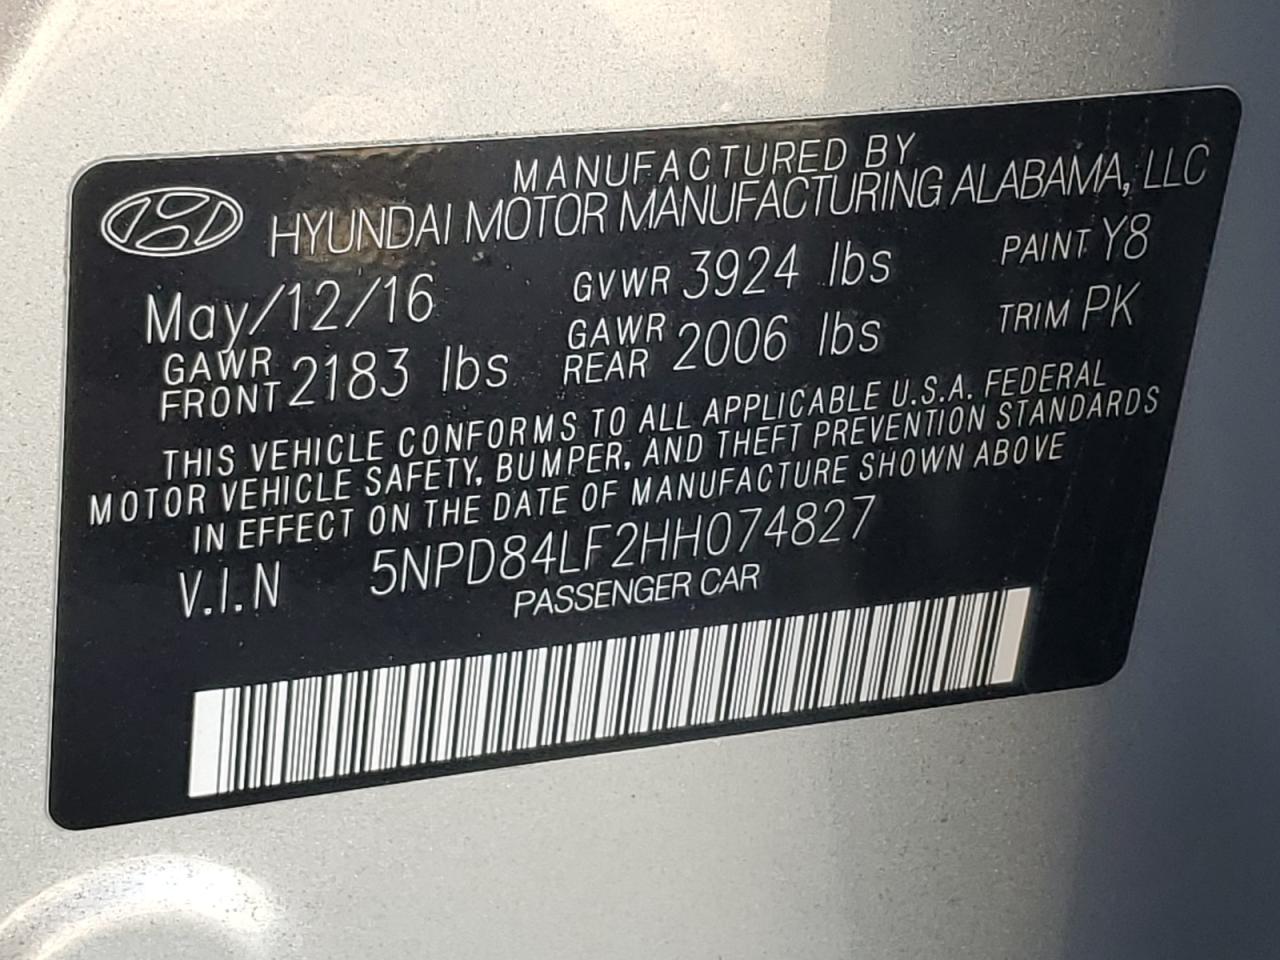 MANUFACTURED BY
HYUNDAI MOTOR MANUFACTURING ALABAMA, LLC
May/12/16 GVWR 3924 lbs PAINT Y8
GAWR FRONT 2183 lbs GAWR REAR 2006 lbs TRIM PK
THIS VEHICLE CONFORMS TO ALL APPLICABLE U.S.A. FEDERAL
MOTOR VEHICLE SAFETY, BUMPER, AND THEFT PREVENTION STANDARDS
IN EFFECT ON THE DATE OF MANUFACTURE SHOWN ABOVE
V.I.N 5NPD84LF2HH074827
PASSENGER CAR